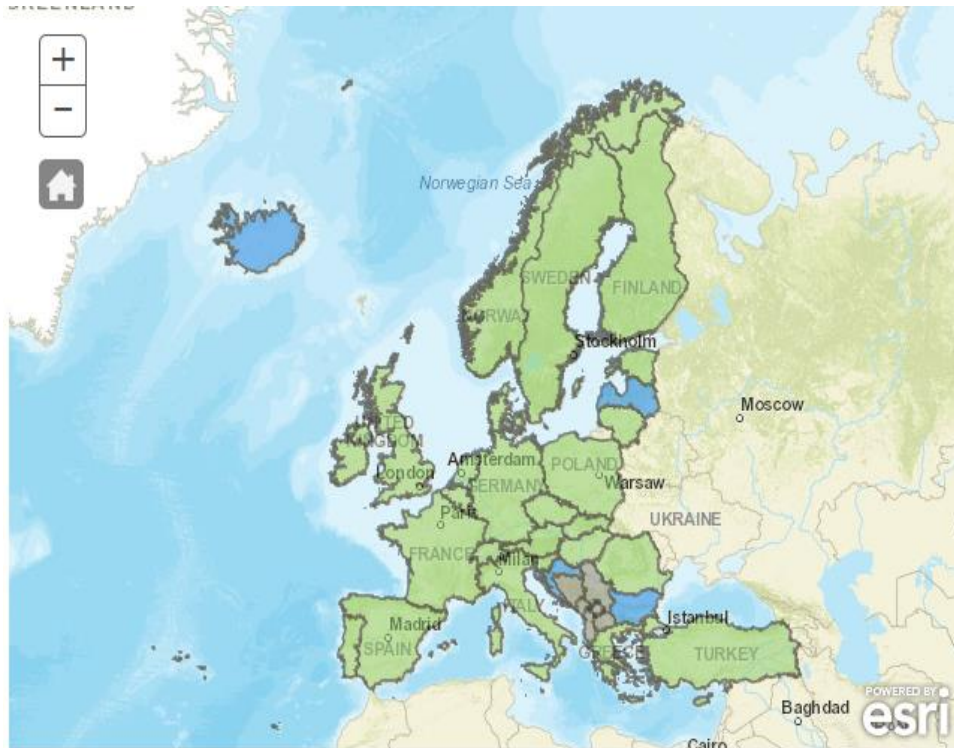 GREENLAND
+
−
Norwegian Sea
SWEDEN
FINLAND
NORWAY
Stockholm
Moscow
UNITED
KINGDOM
London
Amsterdam
GERMANY
POLAND
Warsaw
Paris
UKRAINE
FRANCE
Milan
ITALY
Istanbul
Madrid
SPAIN
GREECE
TURKEY
POWERED BY
esri
Baghdad
Cairo